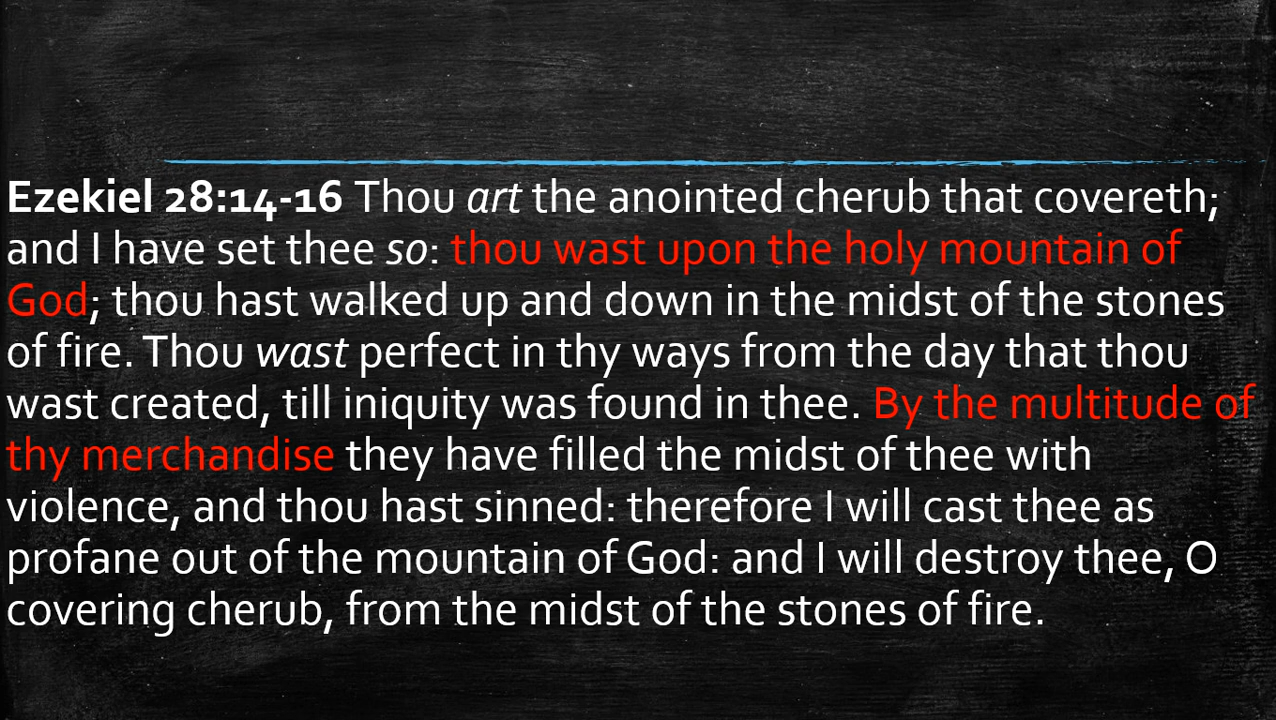 Ezekiel 28:14-16 Thou art the anointed cherub that covereth;
and I have set thee so: thou wast upon the holy mountain of
God; thou hast walked up and down in the midst of the stones
of fire. Thou wast perfect in thy ways from the day that thou
wast created, till iniquity was found in thee. By the multitude of
thy merchandise they have filled the midst of thee with
violence, and thou hast sinned: therefore I will cast thee as
profane out of the mountain of God: and I will destroy thee, O
covering cherub, from the midst of the stones of fire.